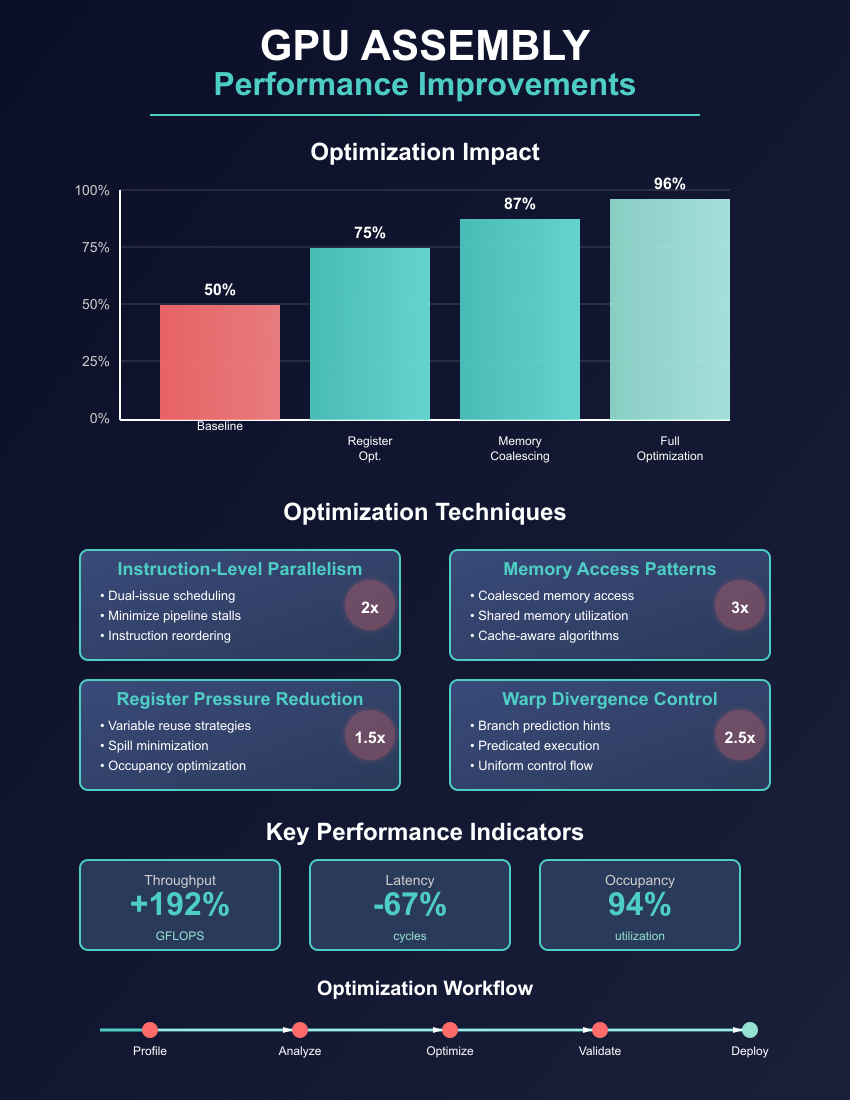 GPU ASSEMBLY
Performance Improvements
Optimization Impact
100%
75%
50%
25%
0%
50%
75%
87%
96%
Baseline
Register
Opt.
Memory
Coalescing
Full
Optimization
Optimization Techniques
Instruction-Level Parallelism
• Dual-issue scheduling
• Minimize pipeline stalls
• Instruction reordering
2x
Memory Access Patterns
• Coalesced memory access
• Shared memory utilization
• Cache-aware algorithms
3x
Register Pressure Reduction
• Variable reuse strategies
• Spill minimization
• Occupancy optimization
1.5x
Warp Divergence Control
• Branch prediction hints
• Predicated execution
• Uniform control flow
2.5x
Key Performance Indicators
Throughput
+192%
GFLOPS
Latency
-67%
cycles
Occupancy
94%
utilization
Optimization Workflow
Profile
Analyze
Optimize
Validate
Deploy